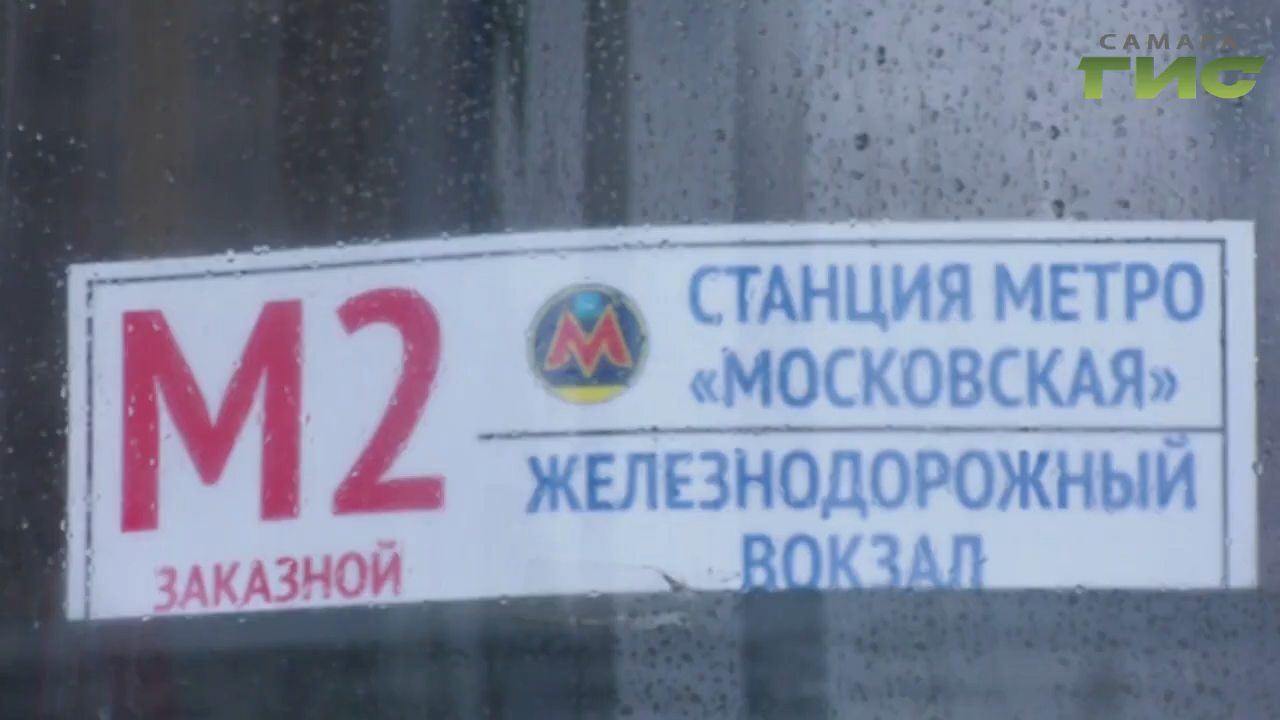 САМАРА
ГИС
М2
ЗАКАЗНОЙ
М
СТАНЦИЯ МЕТРО
«МОСКОВСКАЯ»
ЖЕЛЕЗНОДОРОЖНЫЙ
ВОКЗАЛ